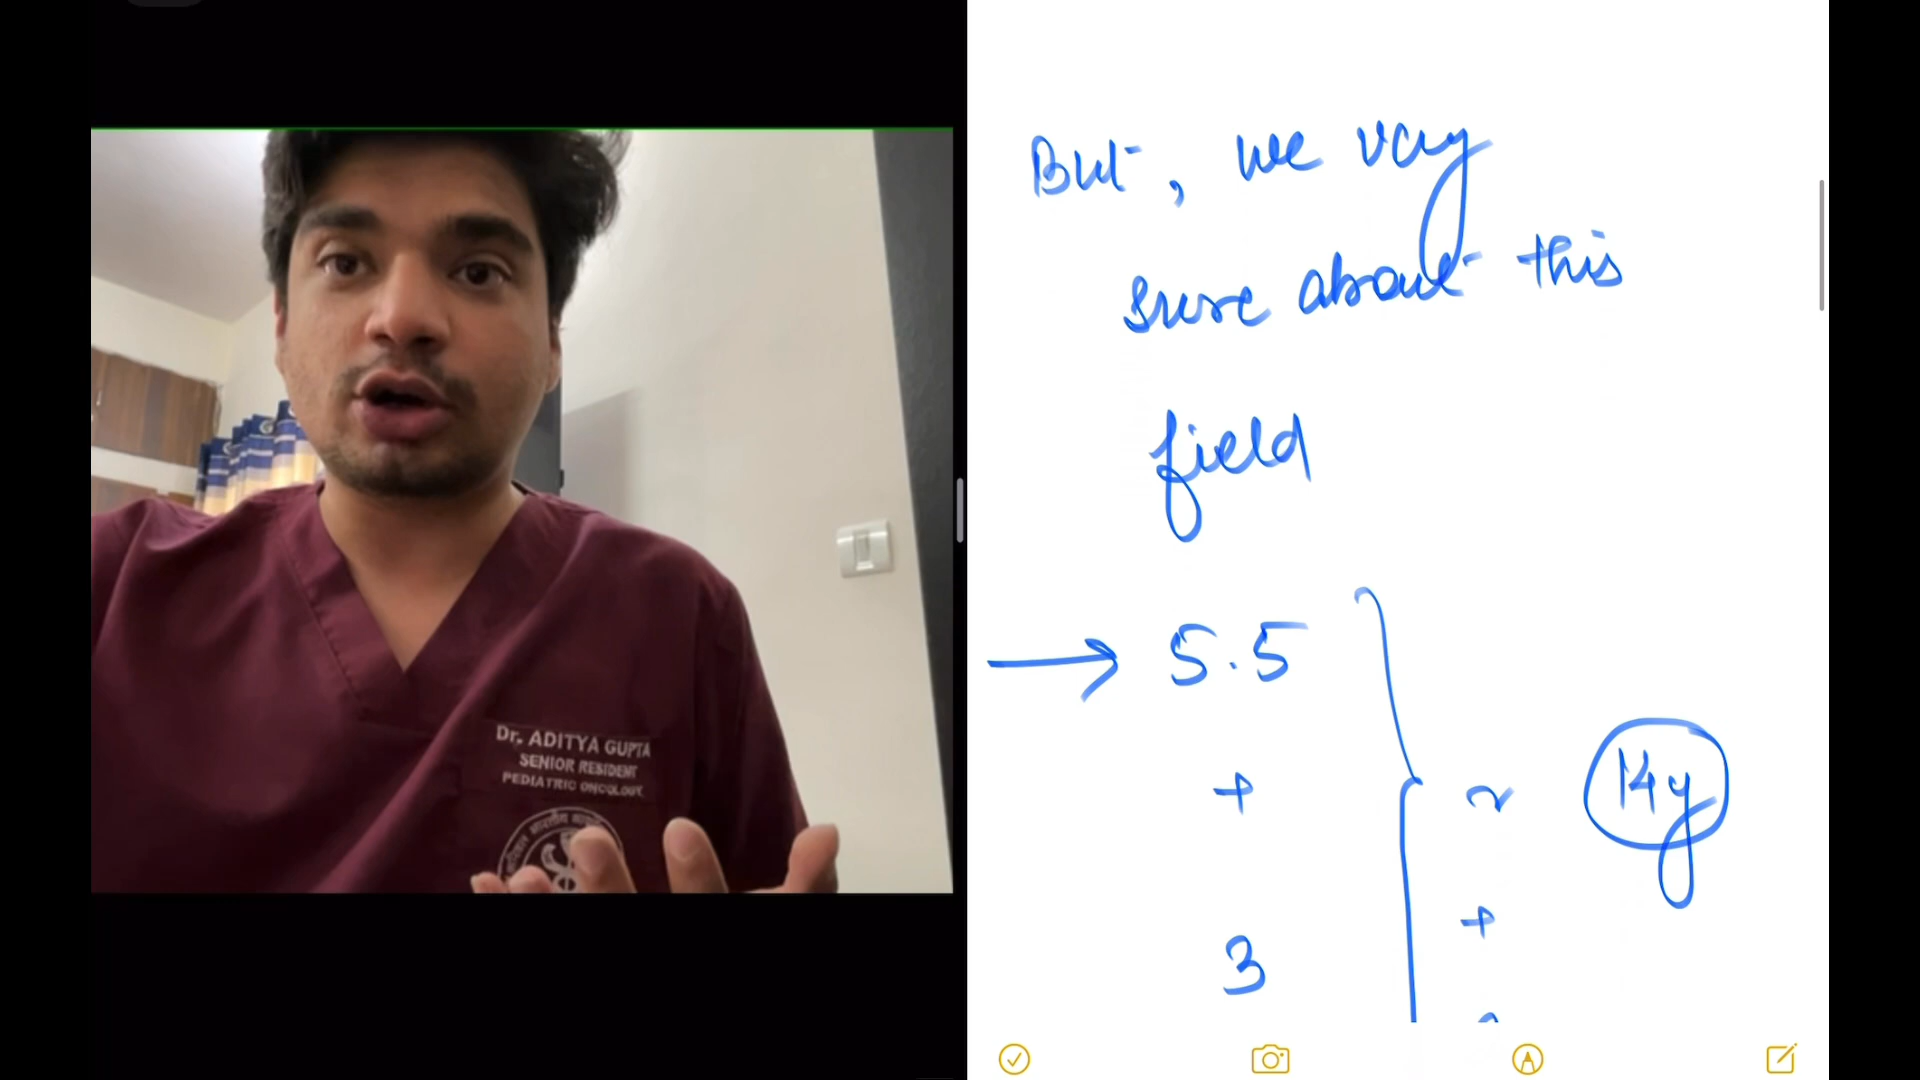 Dr. ADITYA GUPTA
SENIOR RESIDENT
PEDIATRIC ONCOLOGY
But, we very
sure about this
field
→ 5.5
+
3
~ 14y
+